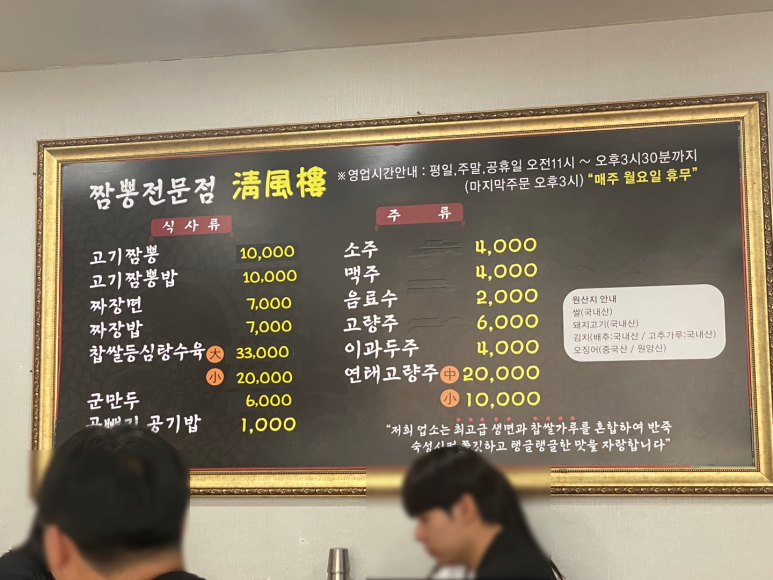 짬뽕전문점 清風樓
※영업시간안내 : 평일,주말,공휴일 오전11시 ~ 오후3시30분까지
(마지막주문 오후3시) “매주 월요일 휴무”
식사류
고기짬뽕 10,000
고기짬뽕밥 10,000
짜장면 7,000
짜장밥 7,000
찹쌀등심탕수육 大 33,000
小 20,000
군만두 6,000
공기밥 1,000
주 류
소주 4,000
맥주 4,000
음료수 2,000
고량주 6,000
이과두주 4,000
연태고량주 中 20,000
小 10,000
원산지 안내
쌀(국내산)
돼지고기(국내산)
김치(배추:국내산 / 고추가루:국내산)
오징어(중국산 / 원양산)
“저희 업소는 최고급 생면과 찹쌀가루를 혼합하여 반죽
쫄깃하고 탱글탱글한 맛을 자랑합니다”